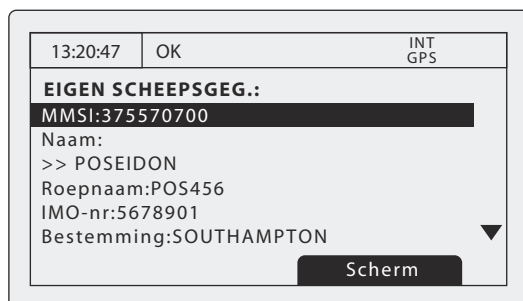 13:20:47 OK INT
GPS
EIGEN SCHEEPSGEG.:
MMSI:375570700
Naam:
>> POSEIDON
Roepnaam:POS456
IMO-nr:5678901
Bestemming:SOUTHAMPTON
Scherm